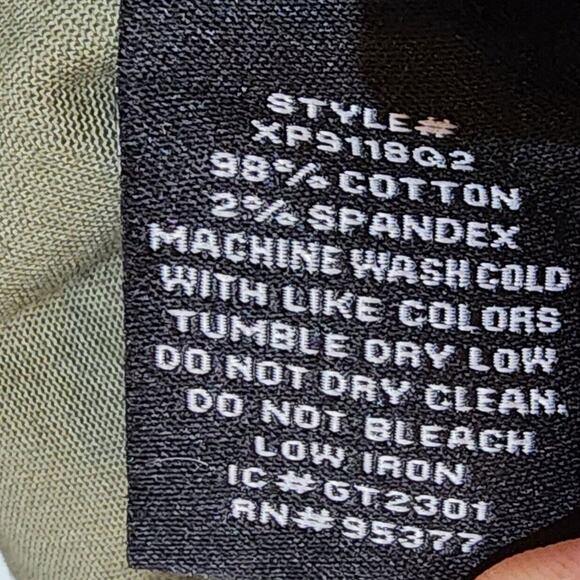 STYLE#
XP9118Q2
98% COTTON
2% SPANDEX
MACHINE WASH COLD
WITH LIKE COLORS
TUMBLE DRY LOW
DO NOT DRY CLEAN.
DO NOT BLEACH
LOW IRON
IC#GT2301
RN#95377